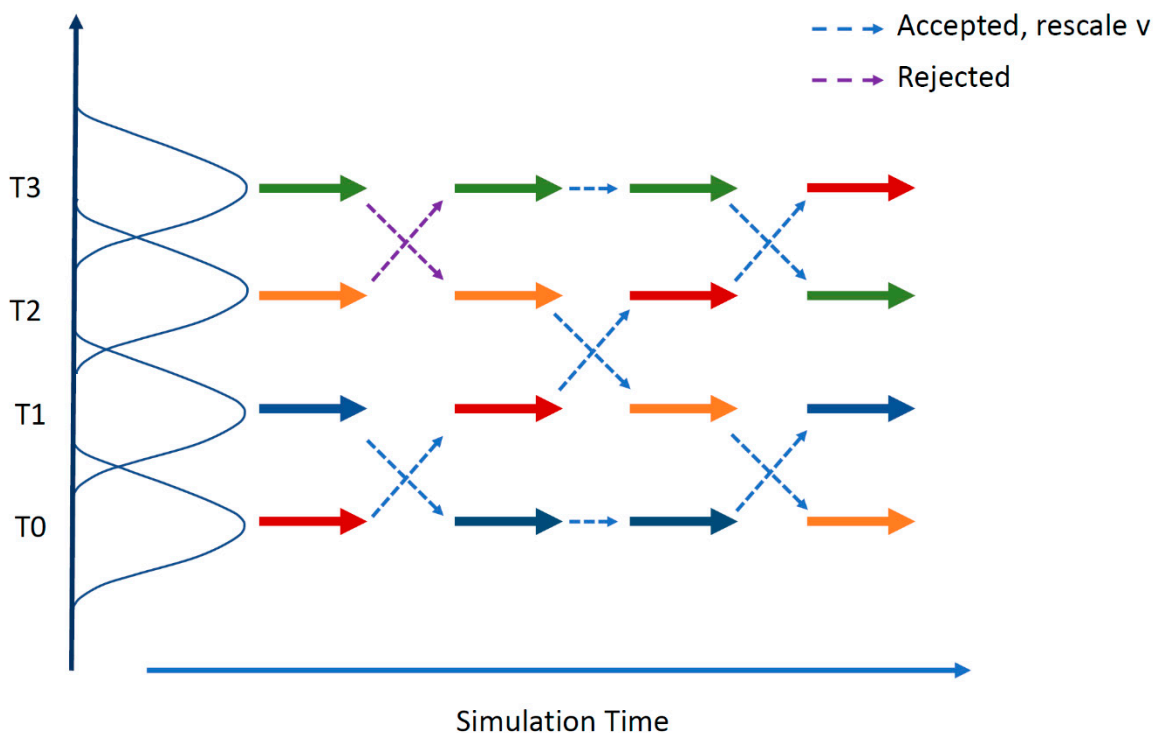 Accepted, rescale v
Rejected
T3
T2
T1
T0
Simulation Time